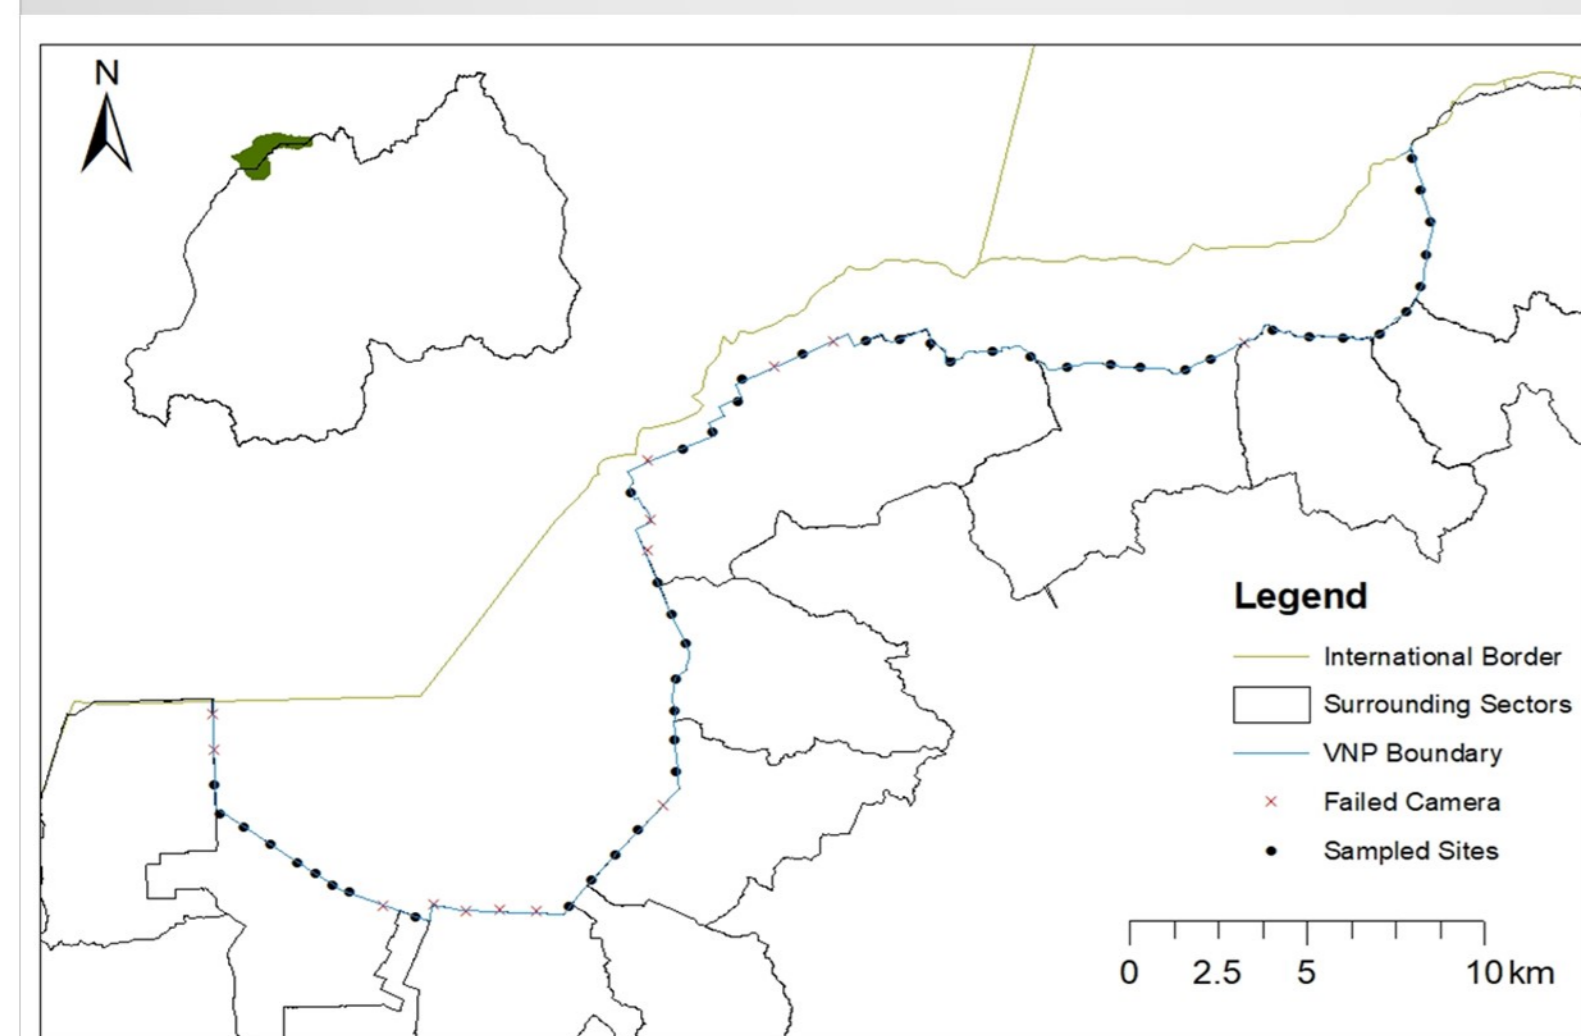 N
Legend
International Border
Surrounding Sectors
VNP Boundary
Failed Camera
Sampled Sites
0 2.5 5 10 km